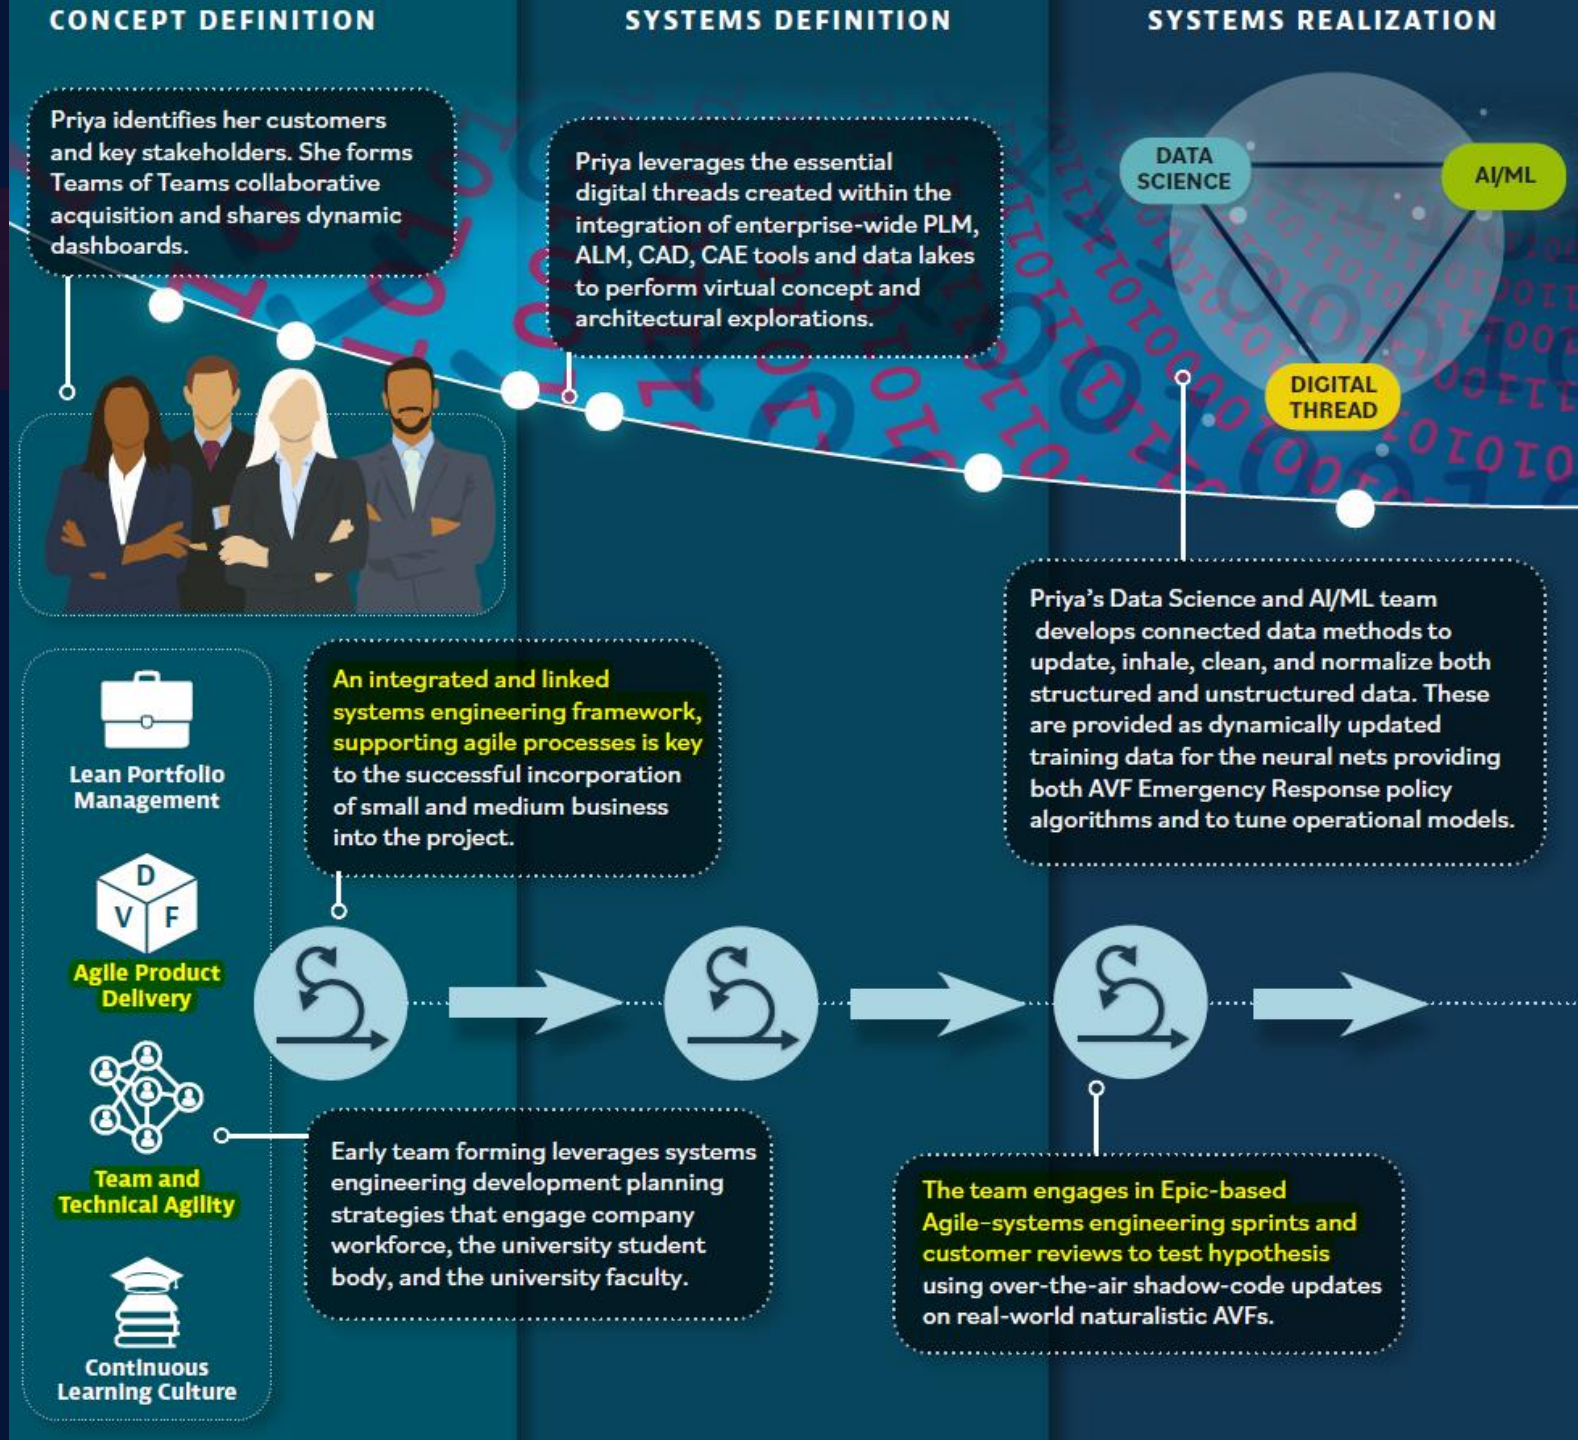 CONCEPT DEFINITION
SYSTEMS DEFINITION
SYSTEMS REALIZATION
Priya identifies her customers
and key stakeholders. She forms
Teams of Teams collaborative
acquisition and shares dynamic
dashboards.
Priya leverages the essential
digital threads created within the
integration of enterprise-wide PLM,
ALM, CAD, CAE tools and data lakes
to perform virtual concept and
architectural explorations.
DATA
SCIENCE
AI/ML
DIGITAL
THREAD
Priya's Data Science and AI/ML team
develops connected data methods to
update, inhale, clean, and normalize both
structured and unstructured data. These
are provided as dynamically updated
training data for the neural nets providing
both AVF Emergency Response policy
algorithms and to tune operational models.
Lean Portfolio
Management
D
V F
Agile Product
Delivery
Team and
Technical Agility
Continuous
Learning Culture
An integrated and linked
systems engineering framework,
supporting agile processes is key
to the successful incorporation
of small and medium business
into the project.
Early team forming leverages systems
engineering development planning
strategies that engage company
workforce, the university student
body, and the university faculty.
The team engages in Epic-based
Agile-systems engineering sprints and
customer reviews to test hypothesis
using over-the-air shadow-code updates
on real-world naturalistic AVFs.